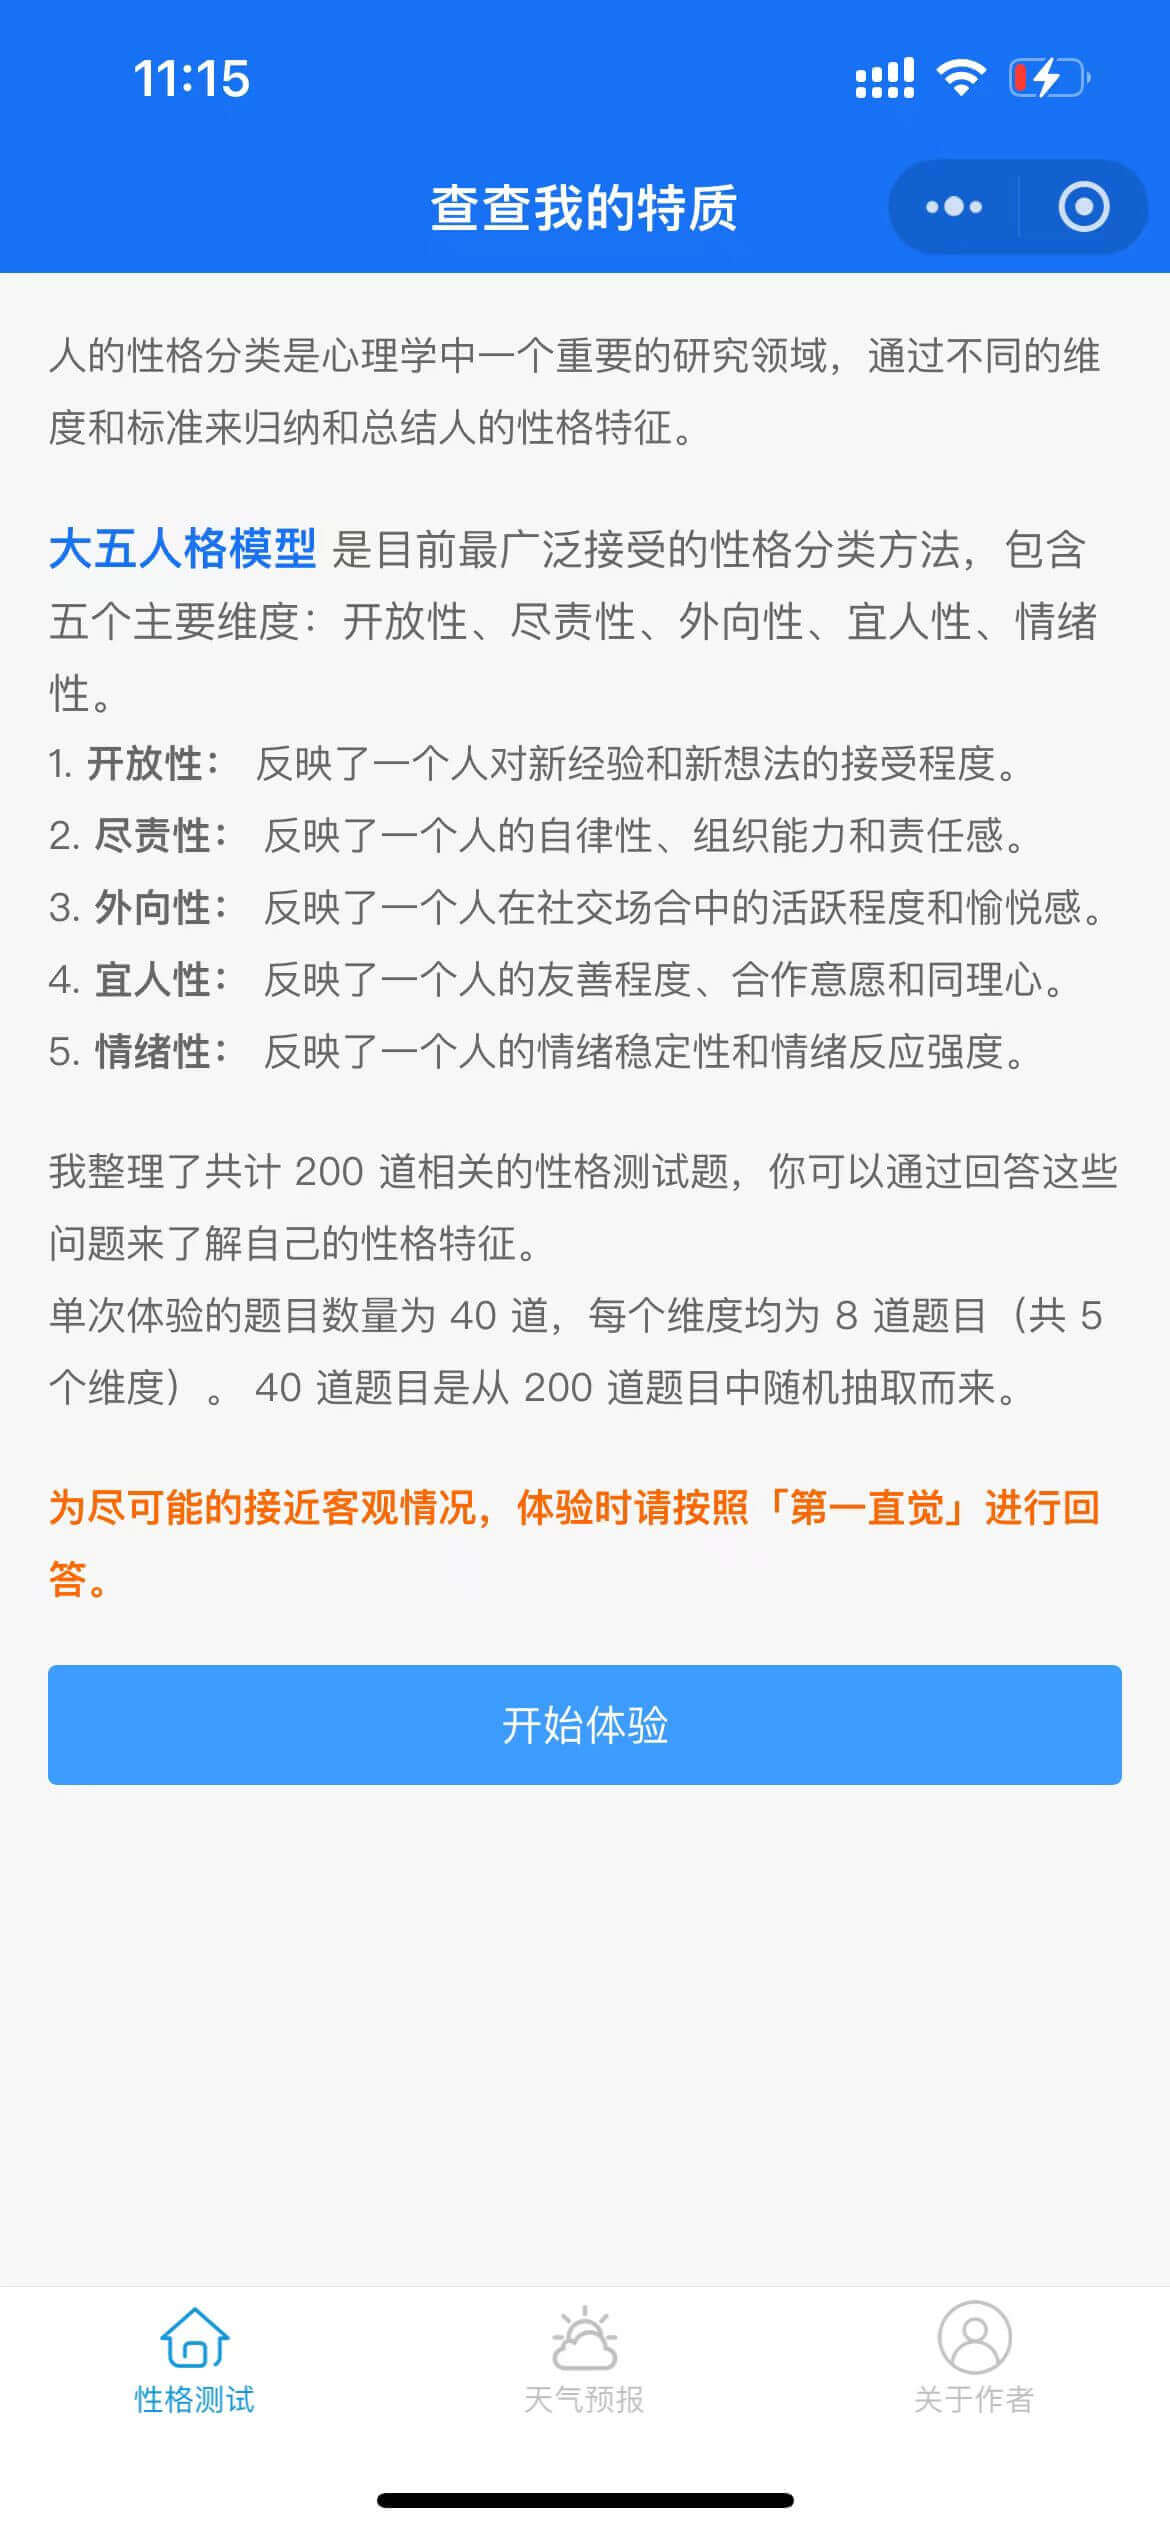 11:15
查查我的特质
人的性格分类是心理学中一个重要的研究领域，通过不同的维
度和标准来归纳和总结人的性格特征。
大五人格模型 是目前最广泛接受的性格分类方法，包含
五个主要维度：开放性、尽责性、外向性、宜人性、情绪
性。
1. 开放性： 反映了一个人对新经验和新想法的接受程度。
2. 尽责性： 反映了一个人的自律性、组织能力和责任感。
3. 外向性： 反映了一个人在社交场合中的活跃程度和愉悦感。
4. 宜人性： 反映了一个人的友善程度、合作意愿和同理心。
5. 情绪性： 反映了一个人的情绪稳定性和情绪反应强度。
我整理了共计 200 道相关的性格测试题，你可以通过回答这些
问题来了解自己的性格特征。
单次体验的题目数量为 40 道，每个维度均为 8 道题目（共 5
个维度）。 40 道题目是从 200 道题目中随机抽取而来。
为尽可能的接近客观情况，体验时请按照「第一直觉」进行回
答。
开始体验
性格测试 天气预报 关于作者